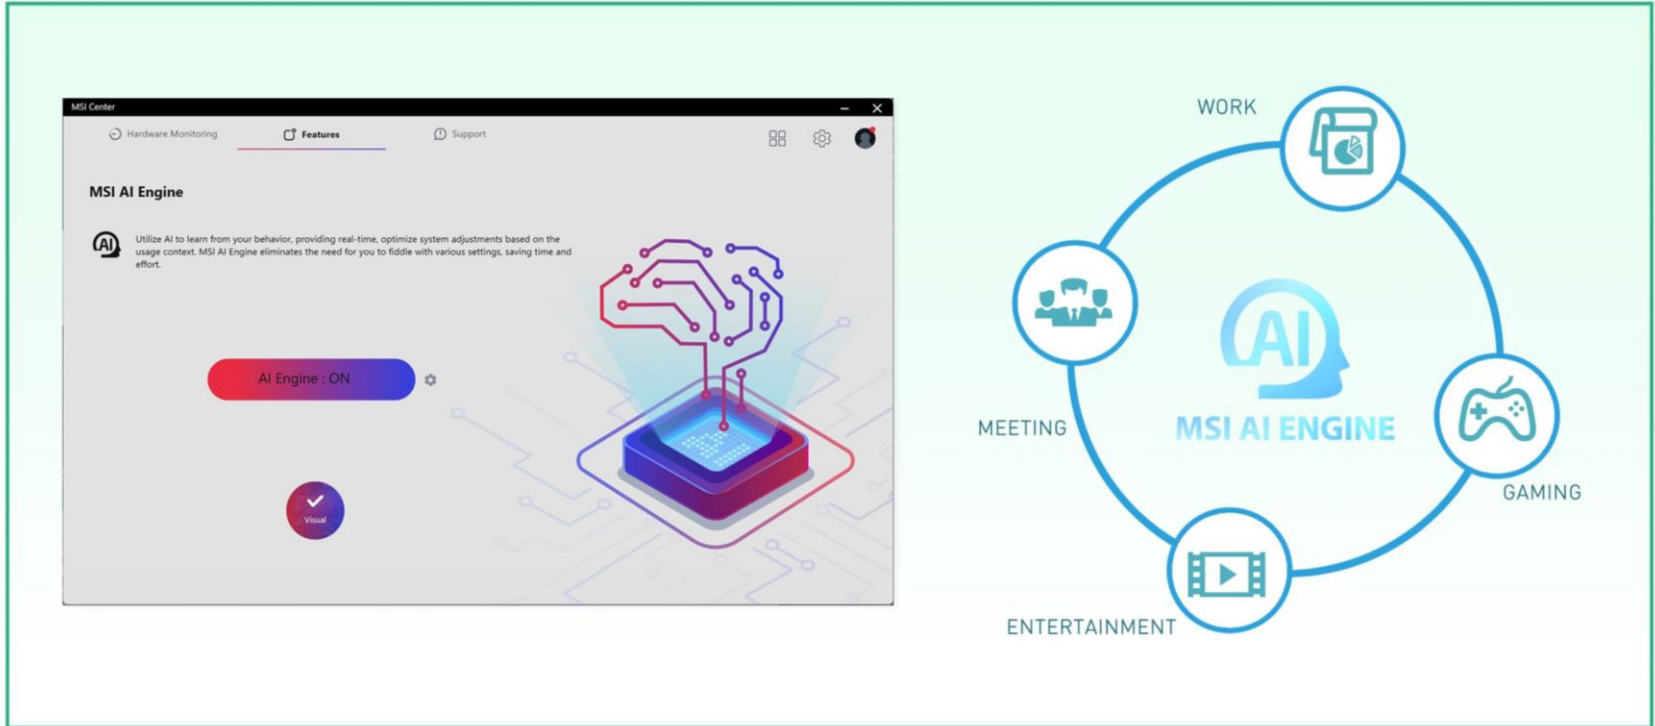 MSI Center
Hardware Monitoring
Features
Support
MSI AI Engine
AI
Utilize AI to learn from your behavior, providing real-time, optimize system adjustments based on the
usage context. MSI AI Engine eliminates the need for you to fiddle with various settings, saving time and
effort.
AI Engine : ON
Visual
WORK
MEETING
AI
MSI AI ENGINE
GAMING
ENTERTAINMENT